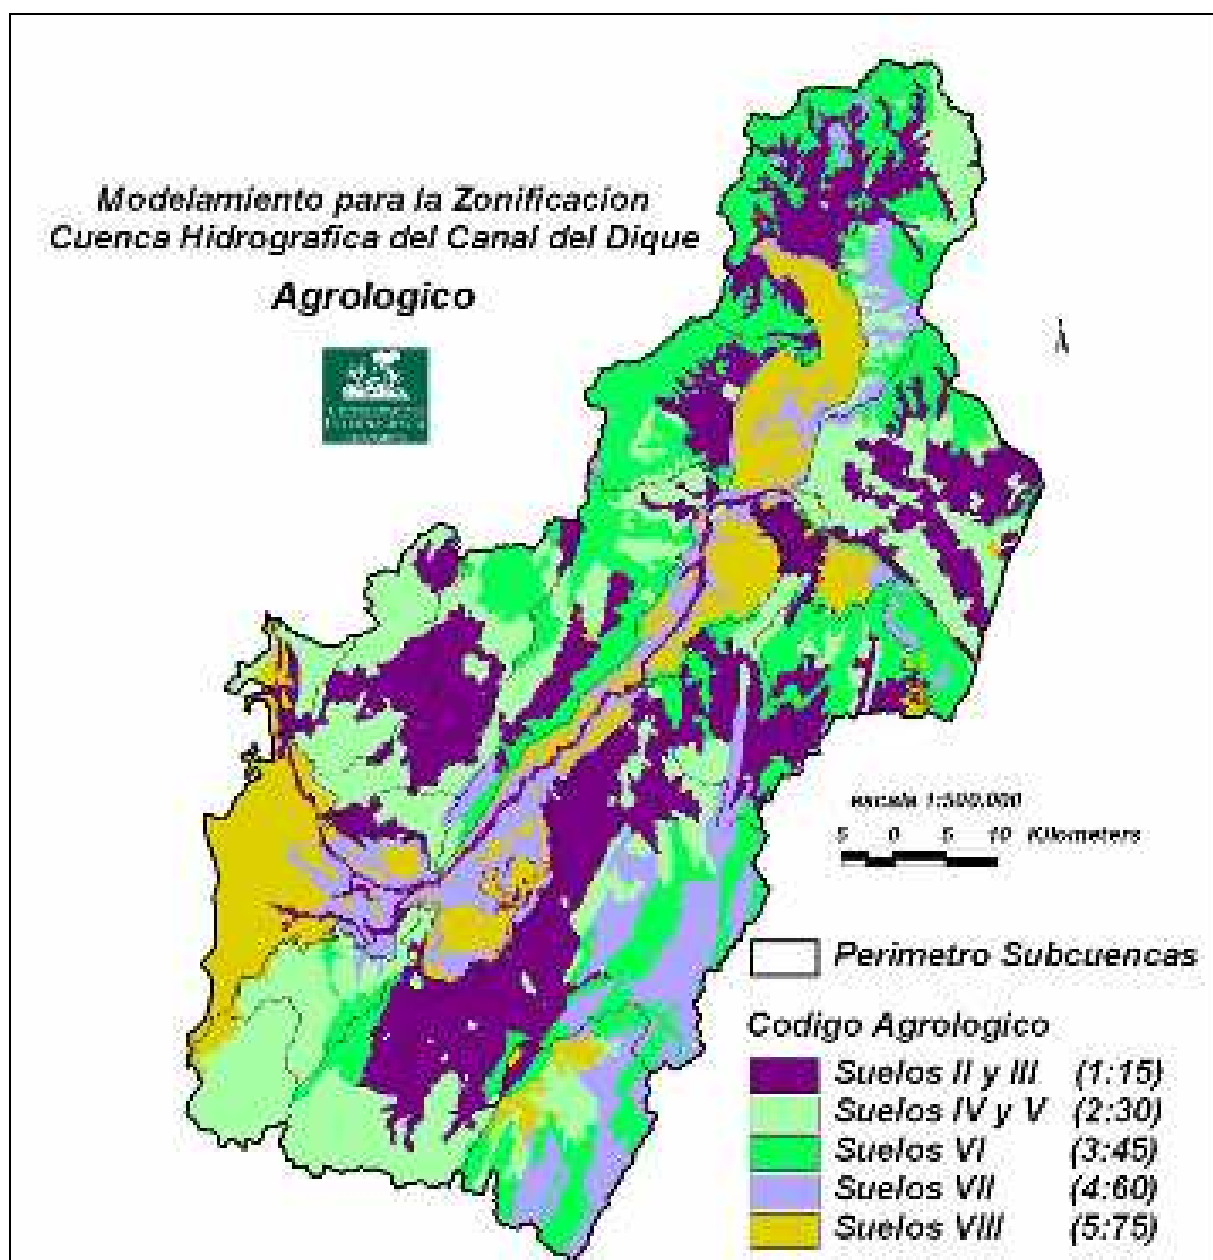 Modelamiento para la Zonificacion
Cuenca Hidrografica del Canal del Dique
Agrologico
escala 1:500.000
5 0 5 10 Kilometers
Perimetro Subcuencas
Codigo Agrologico
Suelos II y III (1:15)
Suelos IV y V (2:30)
Suelos VI (3:45)
Suelos VII (4:60)
Suelos VIII (5:75)